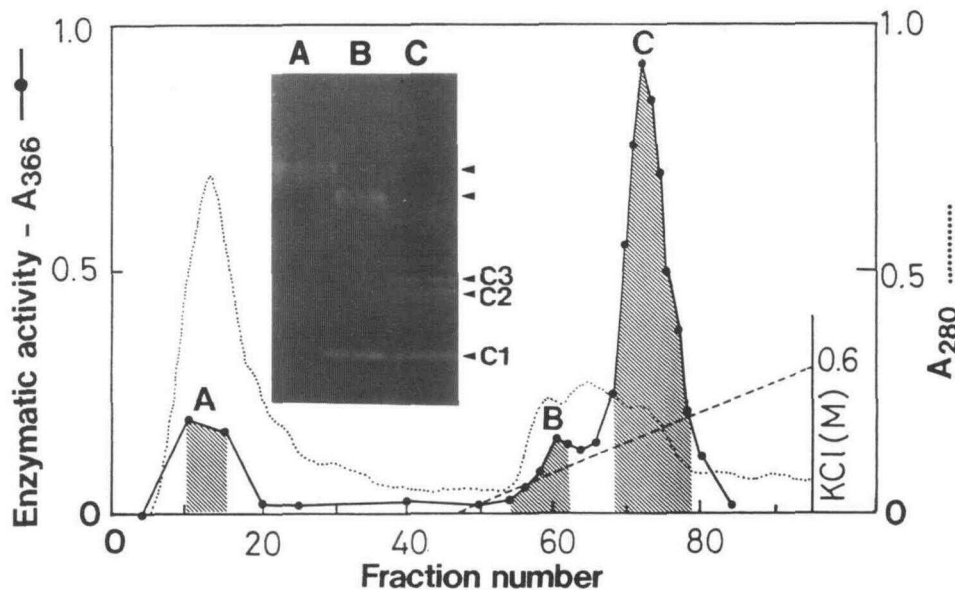 Enzymatic activity - A366
1.0
0.5
0
A B C
C3
C2
C1
A
B
C
0.6
KCl(M)
1.0
0.5
0
A280
0 20 40 60 80
Fraction number